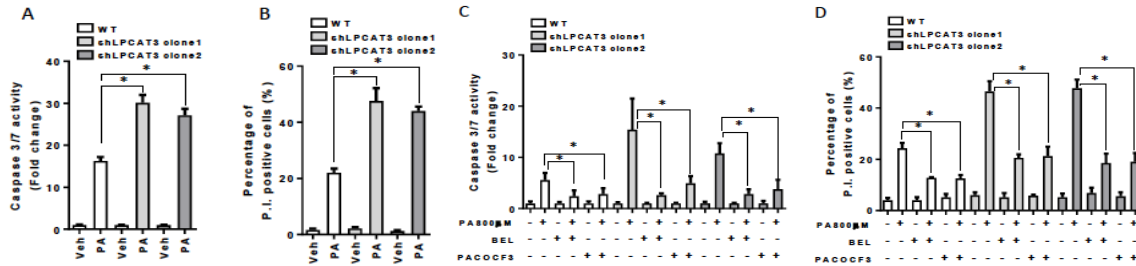 A
WT
shLPCAT3 clone1
shLPCAT3 clone2
Caspase 3/7 activity
(Fold change)
40
30
20
10
0
*
*
Veh PA Veh PA Veh PA
B
WT
shLPCAT3 clone1
shLPCAT3 clone2
Percentage of
P.I. positive cells (%)
60
40
20
0
*
*
Veh PA Veh PA Veh PA
C
WT
shLPCAT3 clone1
shLPCAT3 clone2
Caspase 3/7 activity
(Fold change)
30
20
10
0
* * * * * *
PA800μM - + - + - + - + - + - + - + - + - +
BEL - - + + - - - - + + - - - - + + - -
PACOCF3 - - - - + + - - - - + + - - - - + +
D
WT
shLPCAT3 clone1
shLPCAT3 clone2
Percentage of
P.I. positive cells (%)
60
40
20
0
* * * * * *
PA800μM - + - + - + - + - + - + - + - + - +
BEL - - + + - - - - + + - - - - + + - -
PACOCF3 - - - - + + - - - - + + - - - - + +